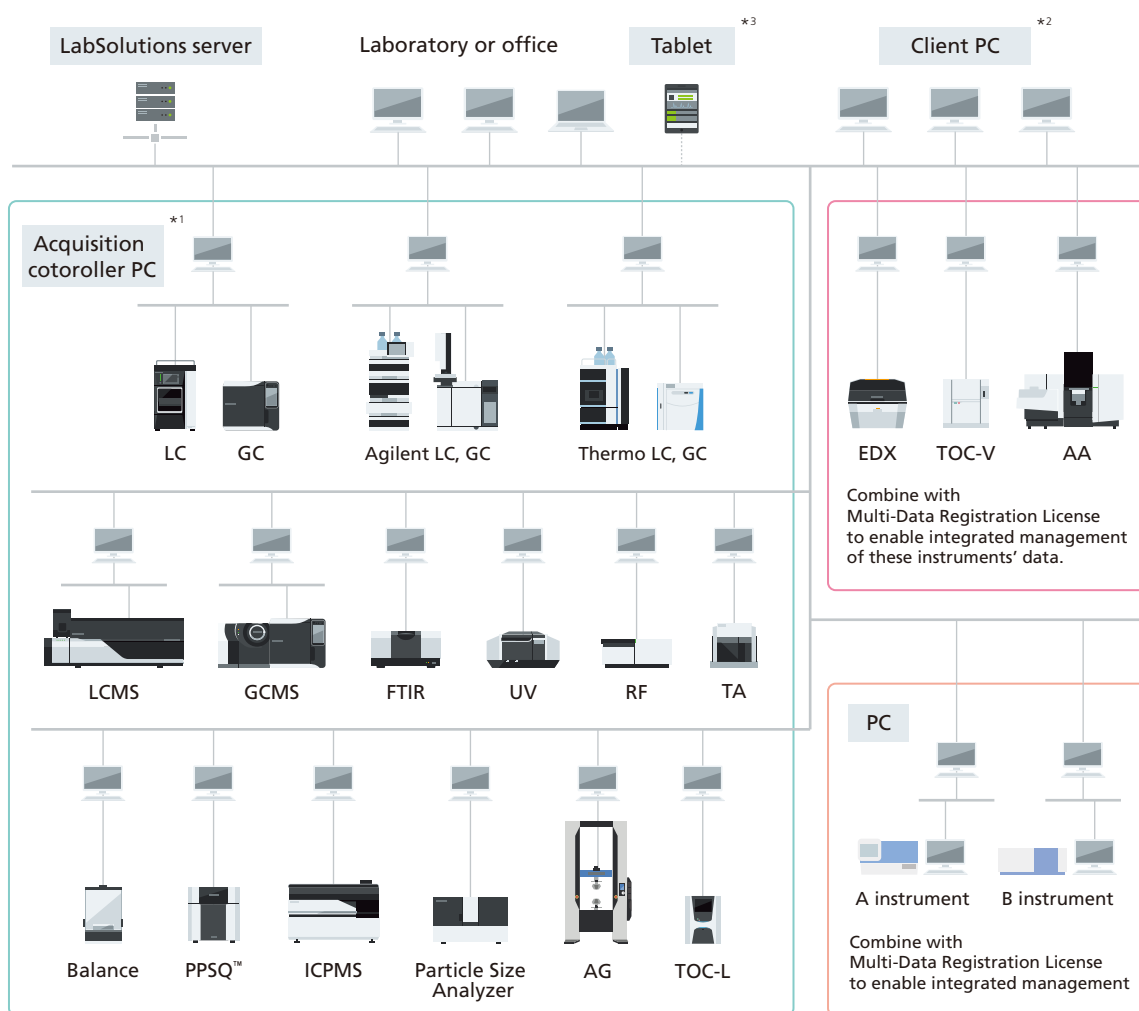 LabSolutions server
Laboratory or office
Tablet
*3
Client PC
*2
Acquisition
cotoroller PC
*1
LC
GC
Agilent LC, GC
Thermo LC, GC
EDX
TOC-V
AA
Combine with
Multi-Data Registration License
to enable integrated management
of these instruments’ data.
LCMS
GCMS
FTIR
UV
RF
TA
PC
A instrument
B instrument
Combine with
Multi-Data Registration License
to enable integrated management
Balance
PPSQ™
ICPMS
Particle Size
Analyzer
AG
TOC-L